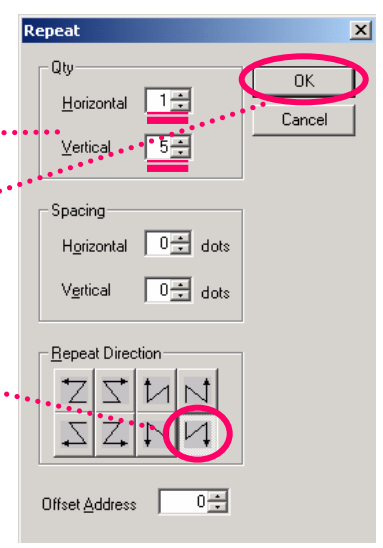 Repeat
Qty
OK
Horizontal 1
Cancel
Vertical 5
Spacing
Horizontal 0 dots
Vertical 0 dots
Repeat Direction
Offset Address 0